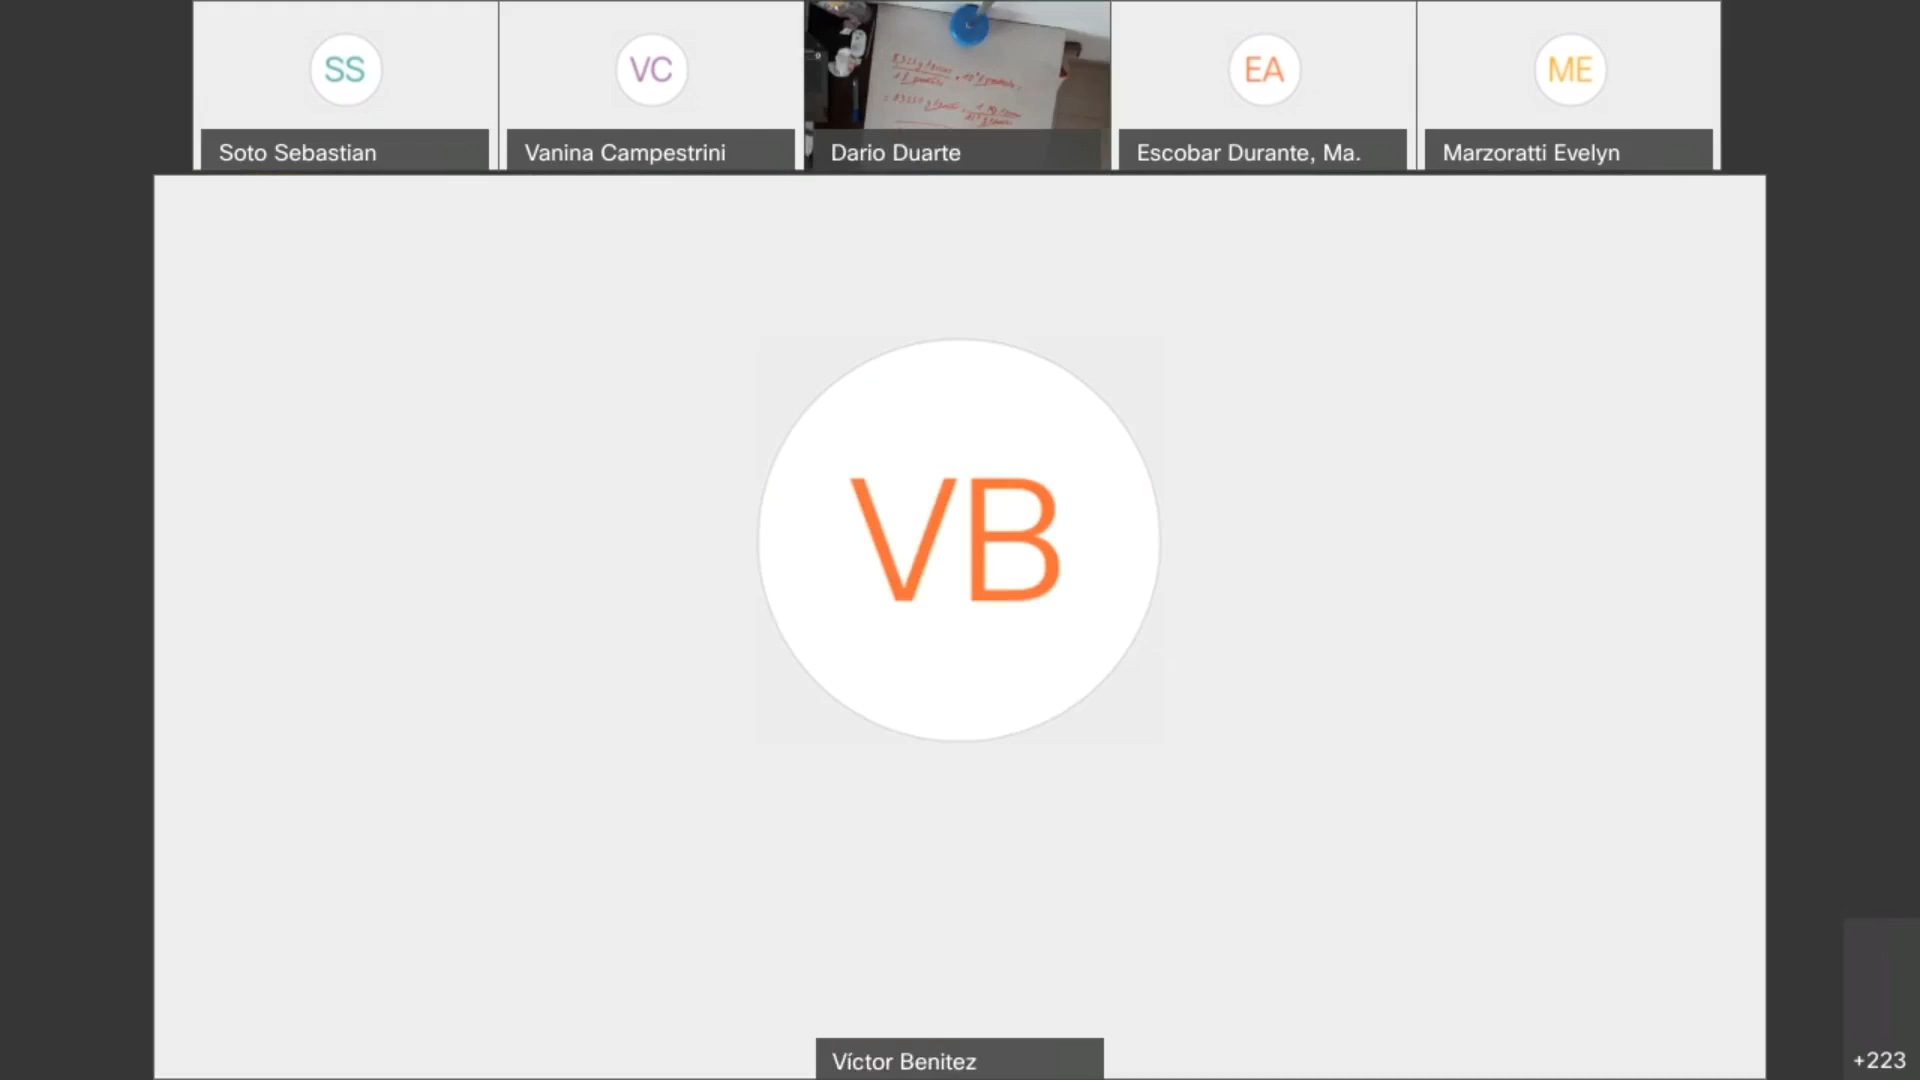 SS
VC
EA
ME
Soto Sebastian
Vanina Campestrini
Dario Duarte
Escobar Durante, Ma.
Marzoratti Evelyn
VB
Víctor Benitez
+223